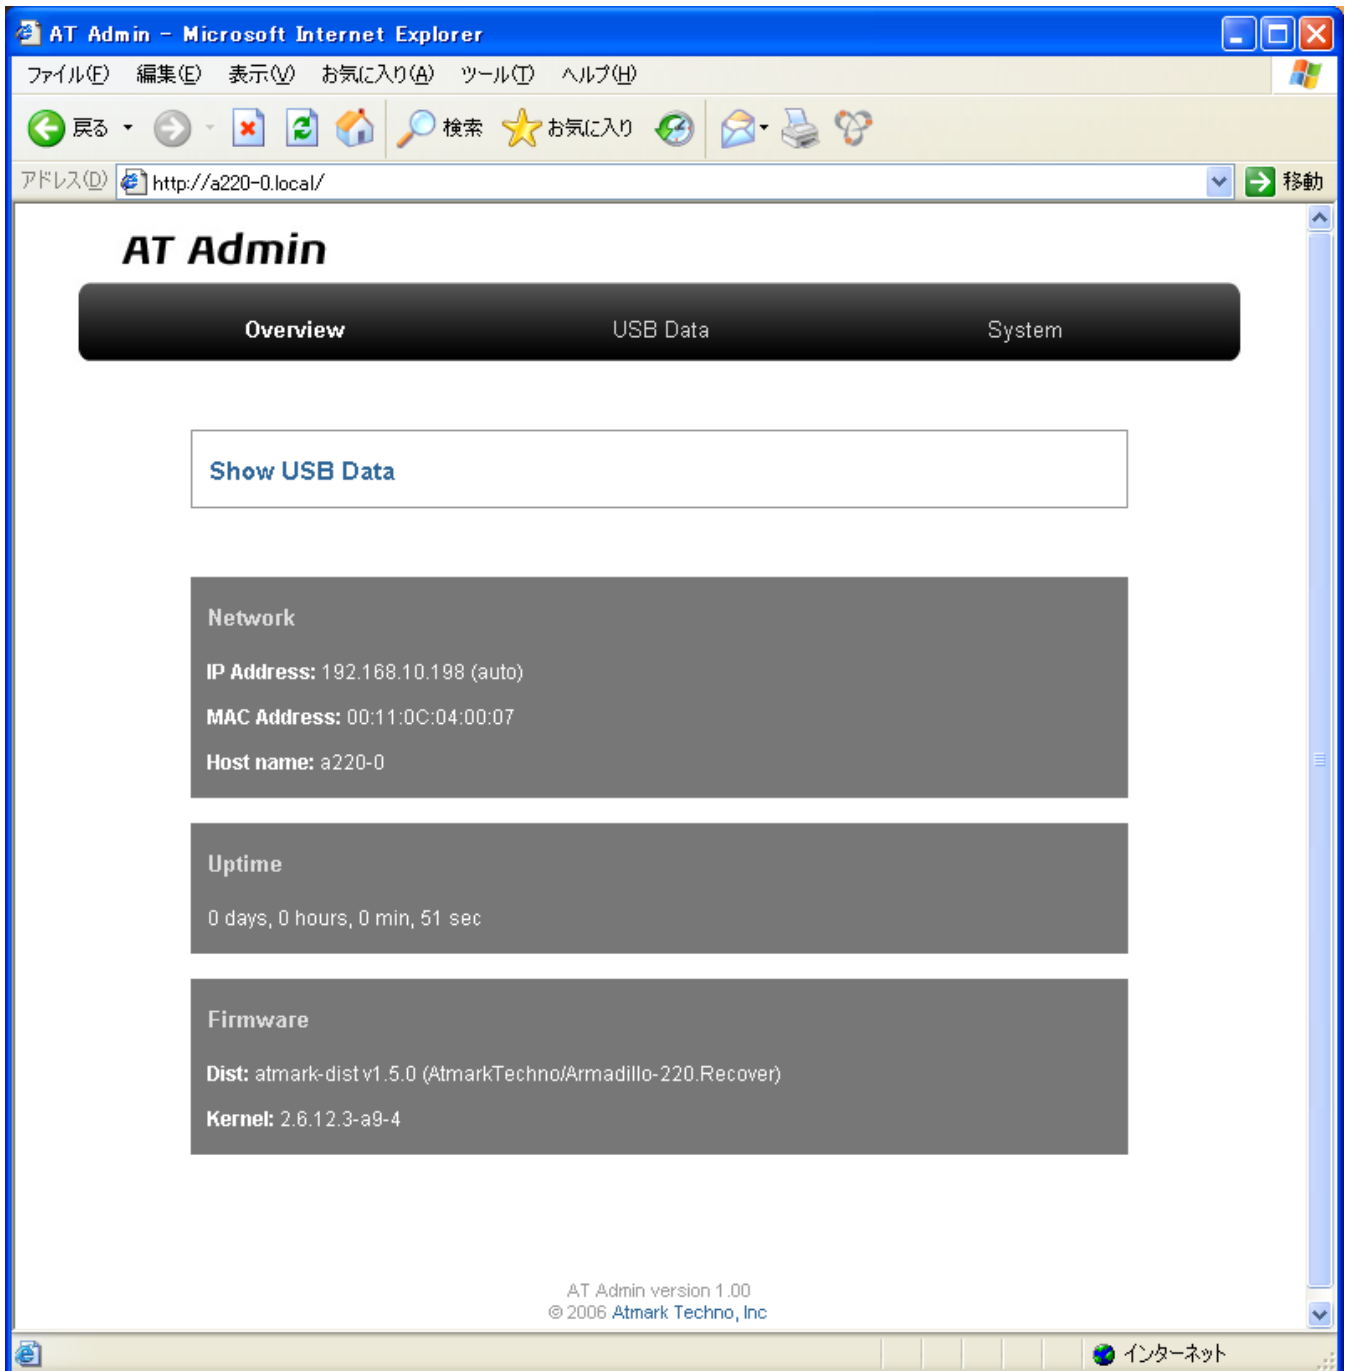 AT Admin - Microsoft Internet Explorer
ファイル(F) 編集(E) 表示(V) お気に入り(A) ツール(T) ヘルプ(H)
戻る 検索 お気に入り
アドレス(D) http://a220-0.local/ 移動
AT Admin
Overview USB Data System
Show USB Data
Network
IP Address: 192.168.10.198 (auto)
MAC Address: 00:11:0C:04:00:07
Host name: a220-0
Uptime
0 days, 0 hours, 0 min, 51 sec
Firmware
Dist: atmark-dist v1.5.0 (AtmarkTechno/Armadillo-220.Recover)
Kernel: 2.6.12.3-a9-4
AT Admin version 1.00
© 2006 Atmark Techno, Inc
インターネット